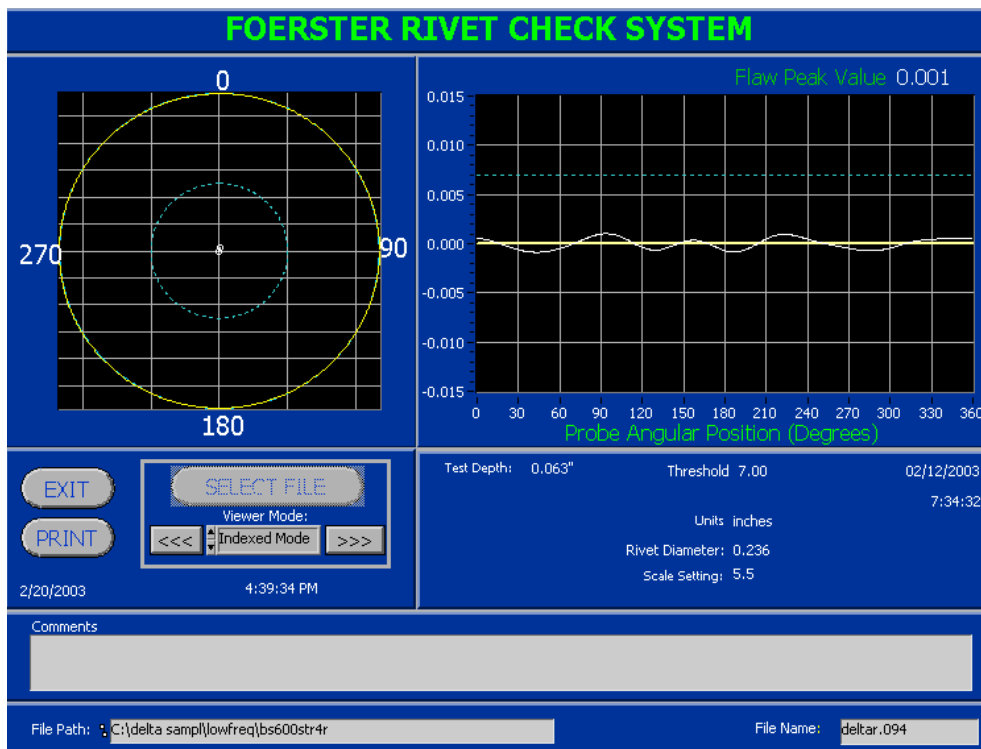 FOERSTER RIVET CHECK SYSTEM
0
270
90
180
Flaw Peak Value 0.001
0.015
0.010
0.005
0.000
-0.005
-0.010
-0.015
0 30 60 90 120 150 180 210 240 270 300 330 360
Probe Angular Position (Degrees)
EXIT
PRINT
SELECT FILE
Viewer Mode:
<<< Indexed Mode >>>
2/20/2003 4:39:34 PM
Test Depth: 0.063" Threshold 7.00 02/12/2003
7:34:32
Units inches
Rivet Diameter: 0.236
Scale Setting: 5.5
Comments
File Path: C:\delta sampl\lowfreq\bs600str4r File Name: deltar.094